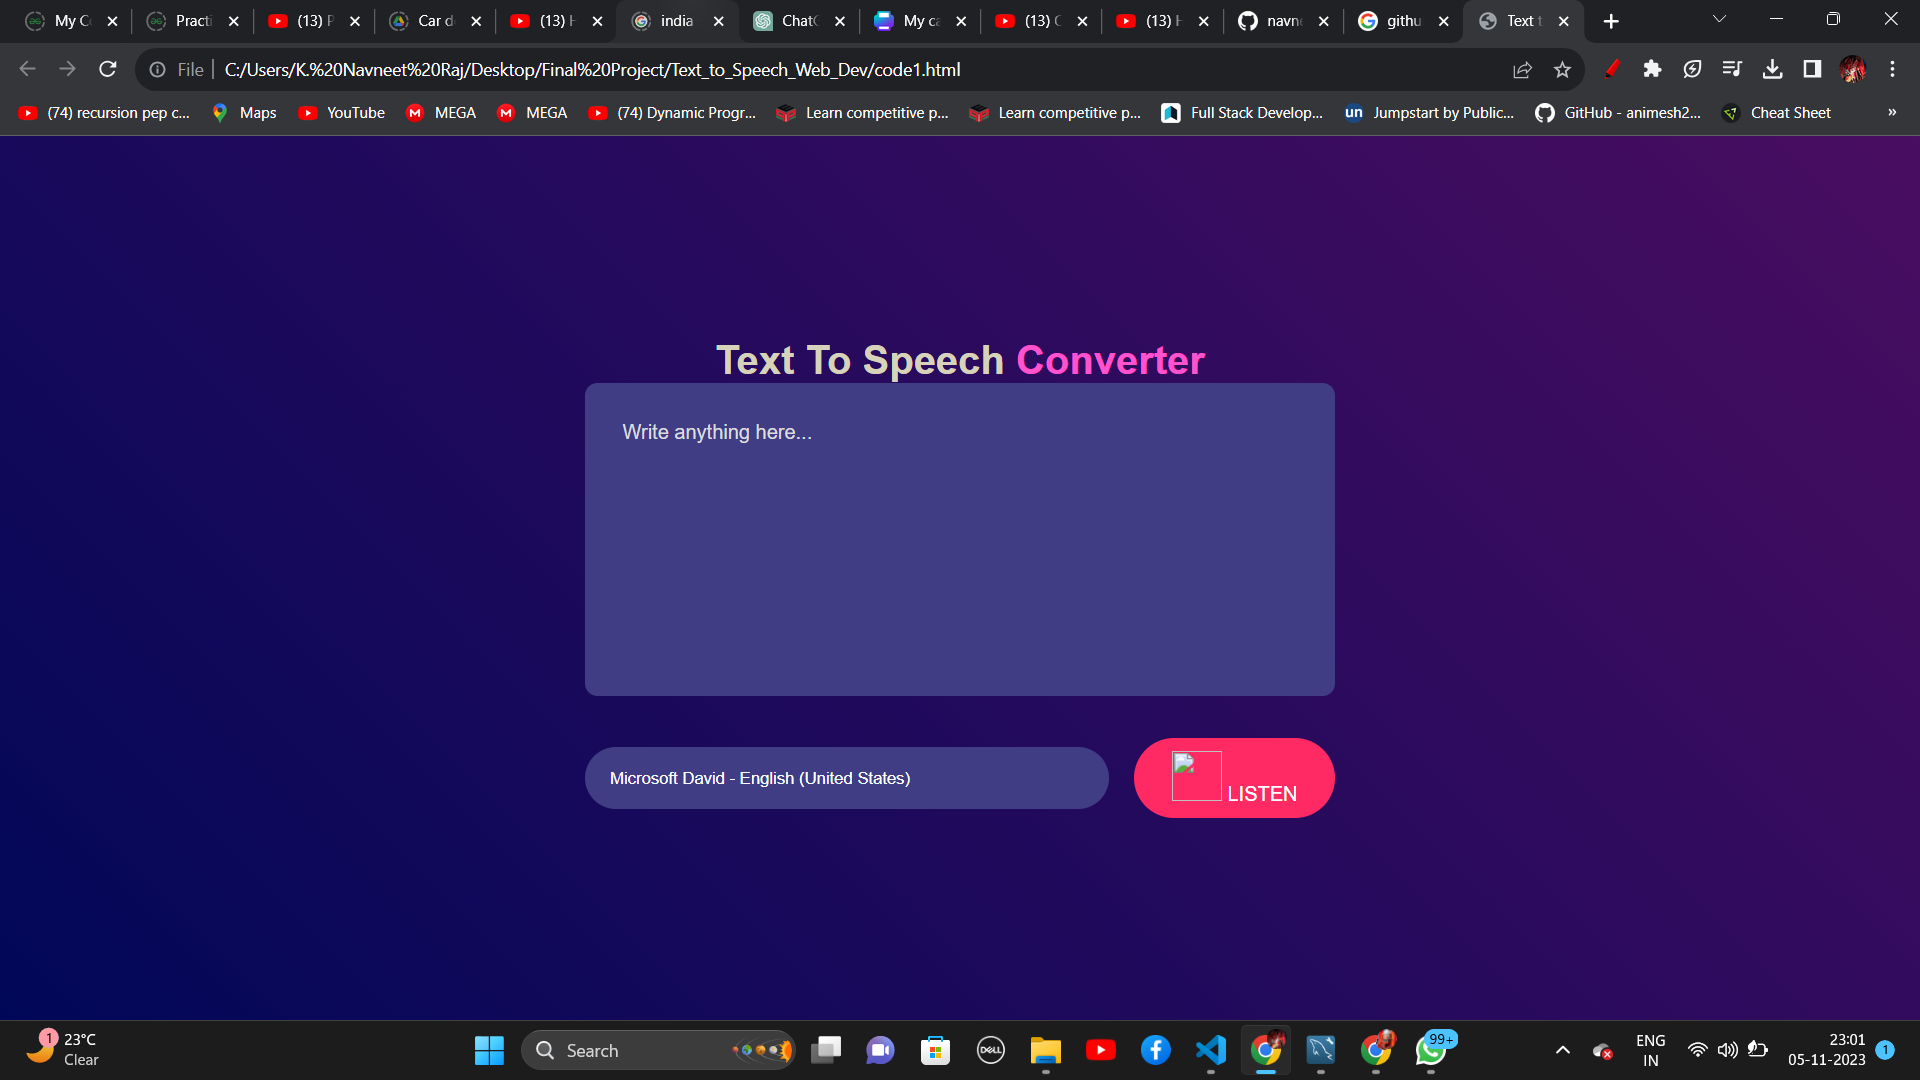 My C
Practi
(13) F
Car d
(13) H
india
Chat
My ca
(13) C
(13) H
navn
githu
Text t
File
C:/Users/K.%20Navneet%20Raj/Desktop/Final%20Project/Text_to_Speech_Web_Dev/code1.html
(74) recursion pep c...
Maps
YouTube
MEGA
MEGA
(74) Dynamic Progr...
Learn competitive p...
Learn competitive p...
un
Full Stack Develop...
Jumpstart by Public...
GitHub - animesh2...
Cheat Sheet
»
Text To Speech Converter
Write anything here...
Microsoft David - English (United States)
LISTEN
1
23°C
Clear
Search
DELL
99+
ENG
IN
23:01
05-11-2023
1